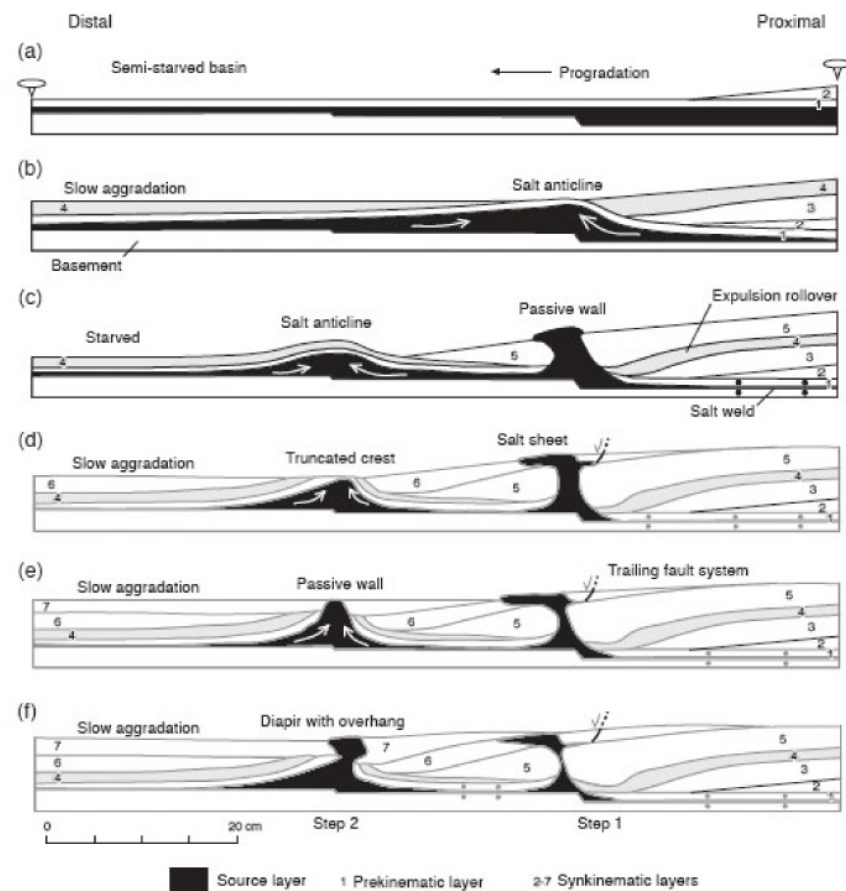 Distal Proximal
(a)
Semi-starved basin Progradation
2
1
(b)
Slow aggradation Salt anticline
4 4
3
2
1
Basement
(c)
Salt anticline Passive wall Expulsion rollover
Starved
5
4
4 5 3
2
1
Salt weld
(d)
Slow aggradation Truncated crest Salt sheet
6 6 5 5
4 4
3
2
1
(e)
Slow aggradation Passive wall Trailing fault system
7
6 6 5 5
4 4
3
2
1
(f)
Slow aggradation Diapir with overhang
7 7 5
6 6 5 4
4 3
2
1
0 20 cm Step 2 Step 1
Source layer 1 Prekinematic layer 2-7 Synkinematic layers